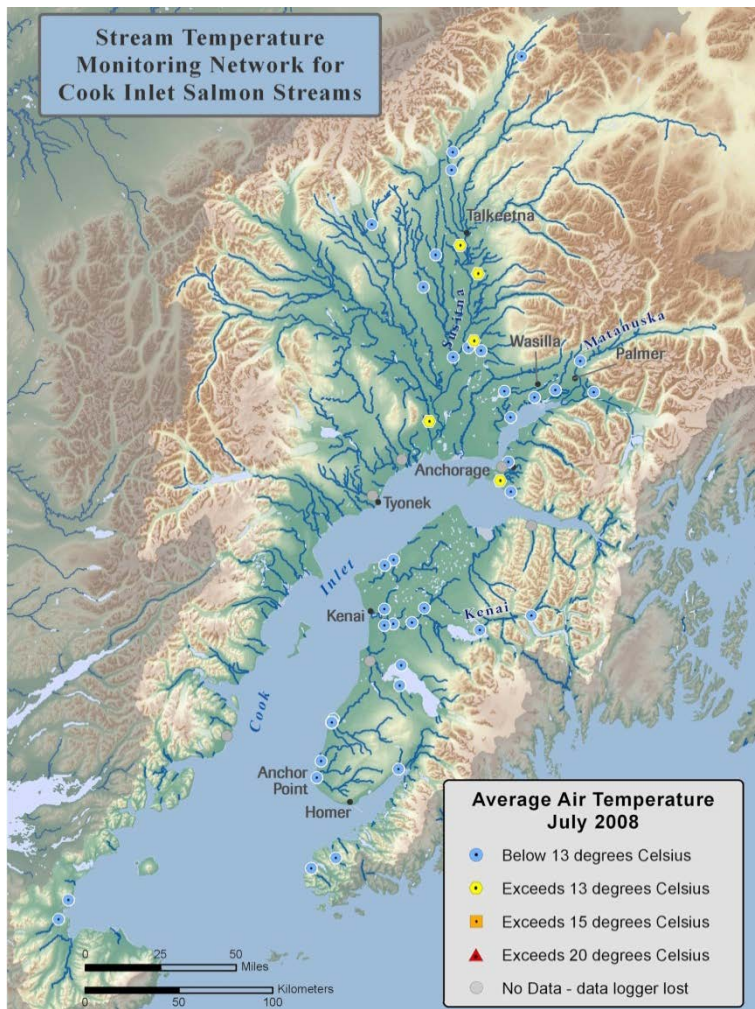 Stream Temperature
Monitoring Network for
Cook Inlet Salmon Streams
Talkeetna
Susitna
Matanuska
Wasilla
Palmer
Anchorage
Tyonek
Inlet
Kenai
Kenai
Cook
Anchor
Point
Homer
Average Air Temperature
July 2008
Below 13 degrees Celsius
Exceeds 13 degrees Celsius
Exceeds 15 degrees Celsius
Exceeds 20 degrees Celsius
No Data - data logger lost
0 25 50
Miles
Kilometers
0 50 100